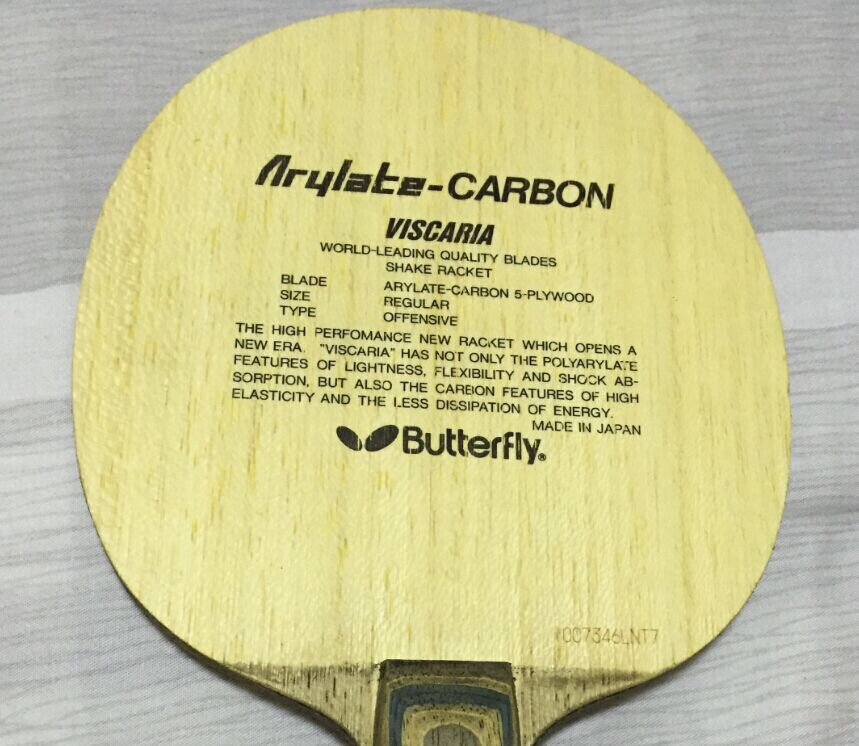 Arylate-CARBON
VISCARIA
WORLD-LEADING QUALITY BLADES
SHAKE RACKET
BLADE ARYLATE-CARBON 5-PLYWOOD
SIZE REGULAR
TYPE OFFENSIVE
THE HIGH PERFOMANCE NEW RACKET WHICH OPENS A
NEW ERA. "VISCARIA" HAS NOT ONLY THE POLYARYLATE
FEATURES OF LIGHTNESS, FLEXIBILITY AND SHOCK AB-
SORPTION, BUT ALSO THE CARBON FEATURES OF HIGH
ELASTICITY AND THE LESS DISSIPATION OF ENERGY.
MADE IN JAPAN
Butterfly®